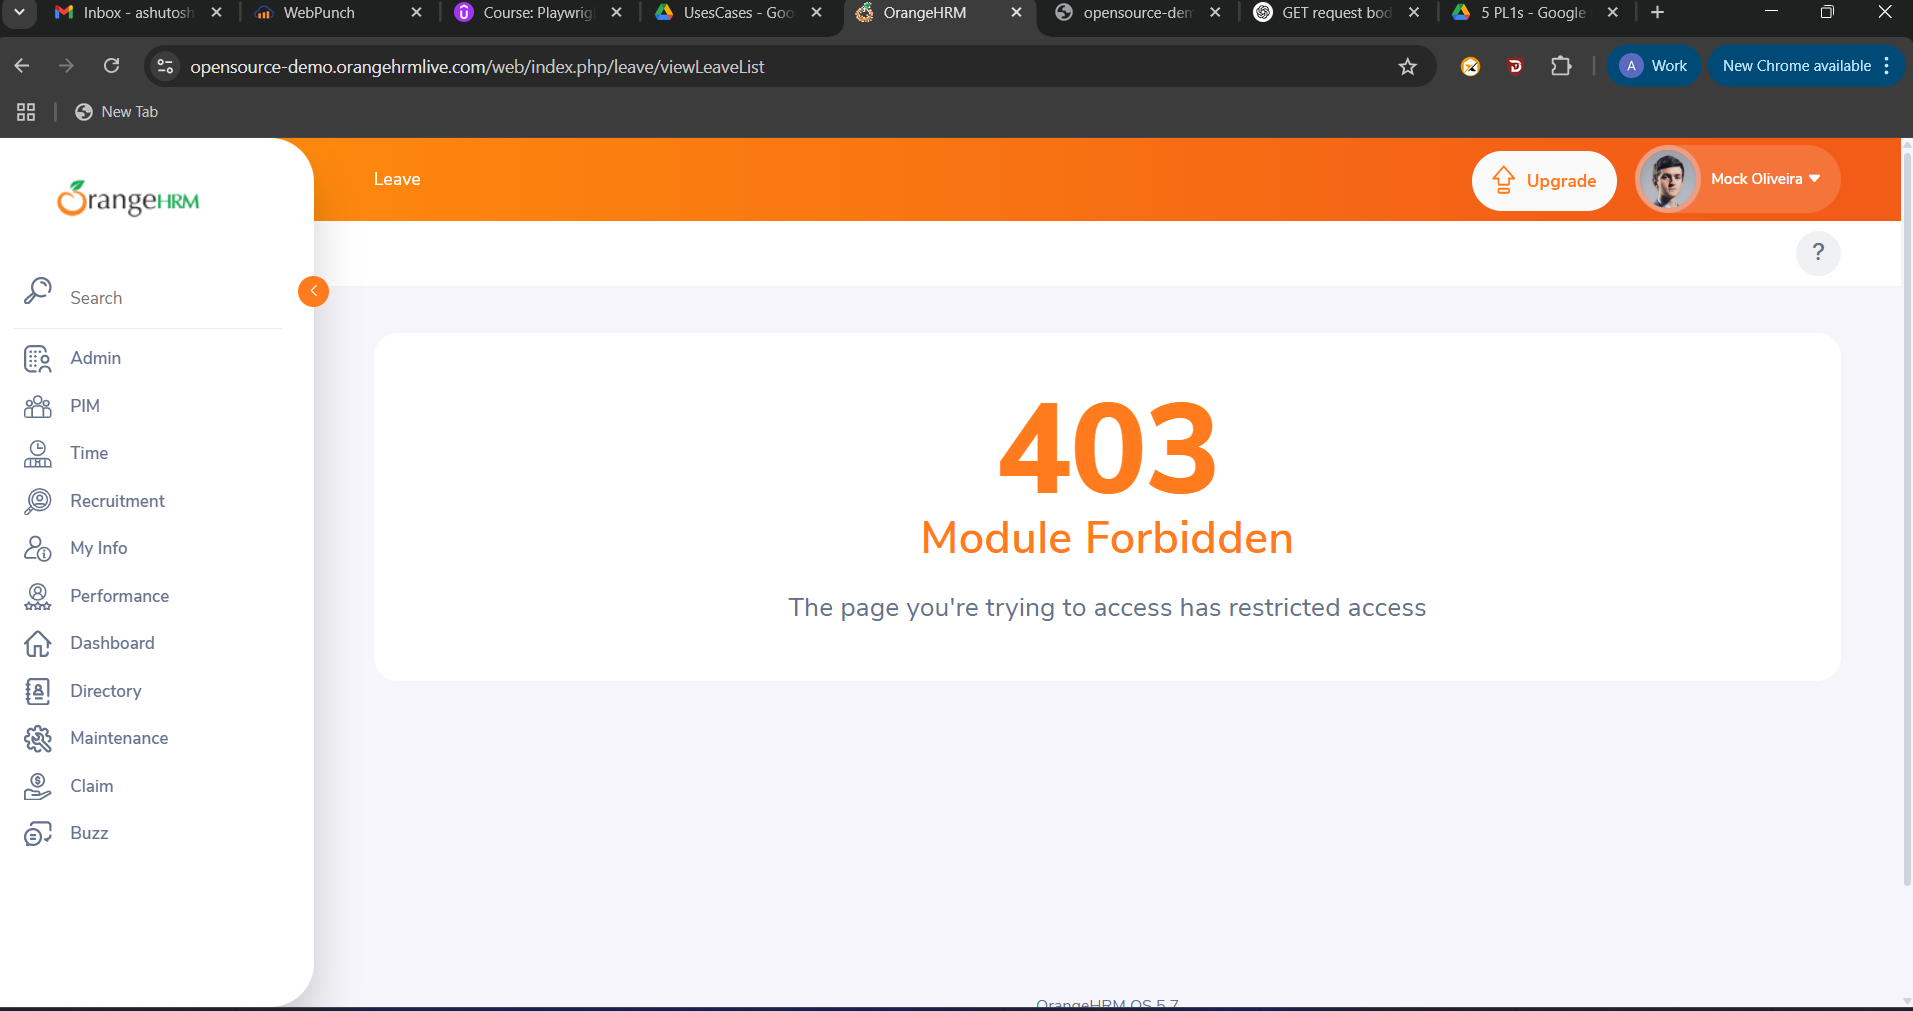 Inbox - ashutosh
WebPunch
Course: Playwrig
UsesCases - Goo
OrangeHRM
opensource-dem
GET request bod
5 PL1s - Google
opensource-demo.orangehrmlive.com/web/index.php/leave/viewLeaveList
A Work
New Chrome available
New Tab
OrangeHRM
Leave
Upgrade
Mock Oliveira
?
Search
Admin
PIM
Time
Recruitment
My Info
Performance
Dashboard
Directory
Maintenance
Claim
Buzz
403
Module Forbidden
The page you're trying to access has restricted access
OrangeHRM OS 5.7